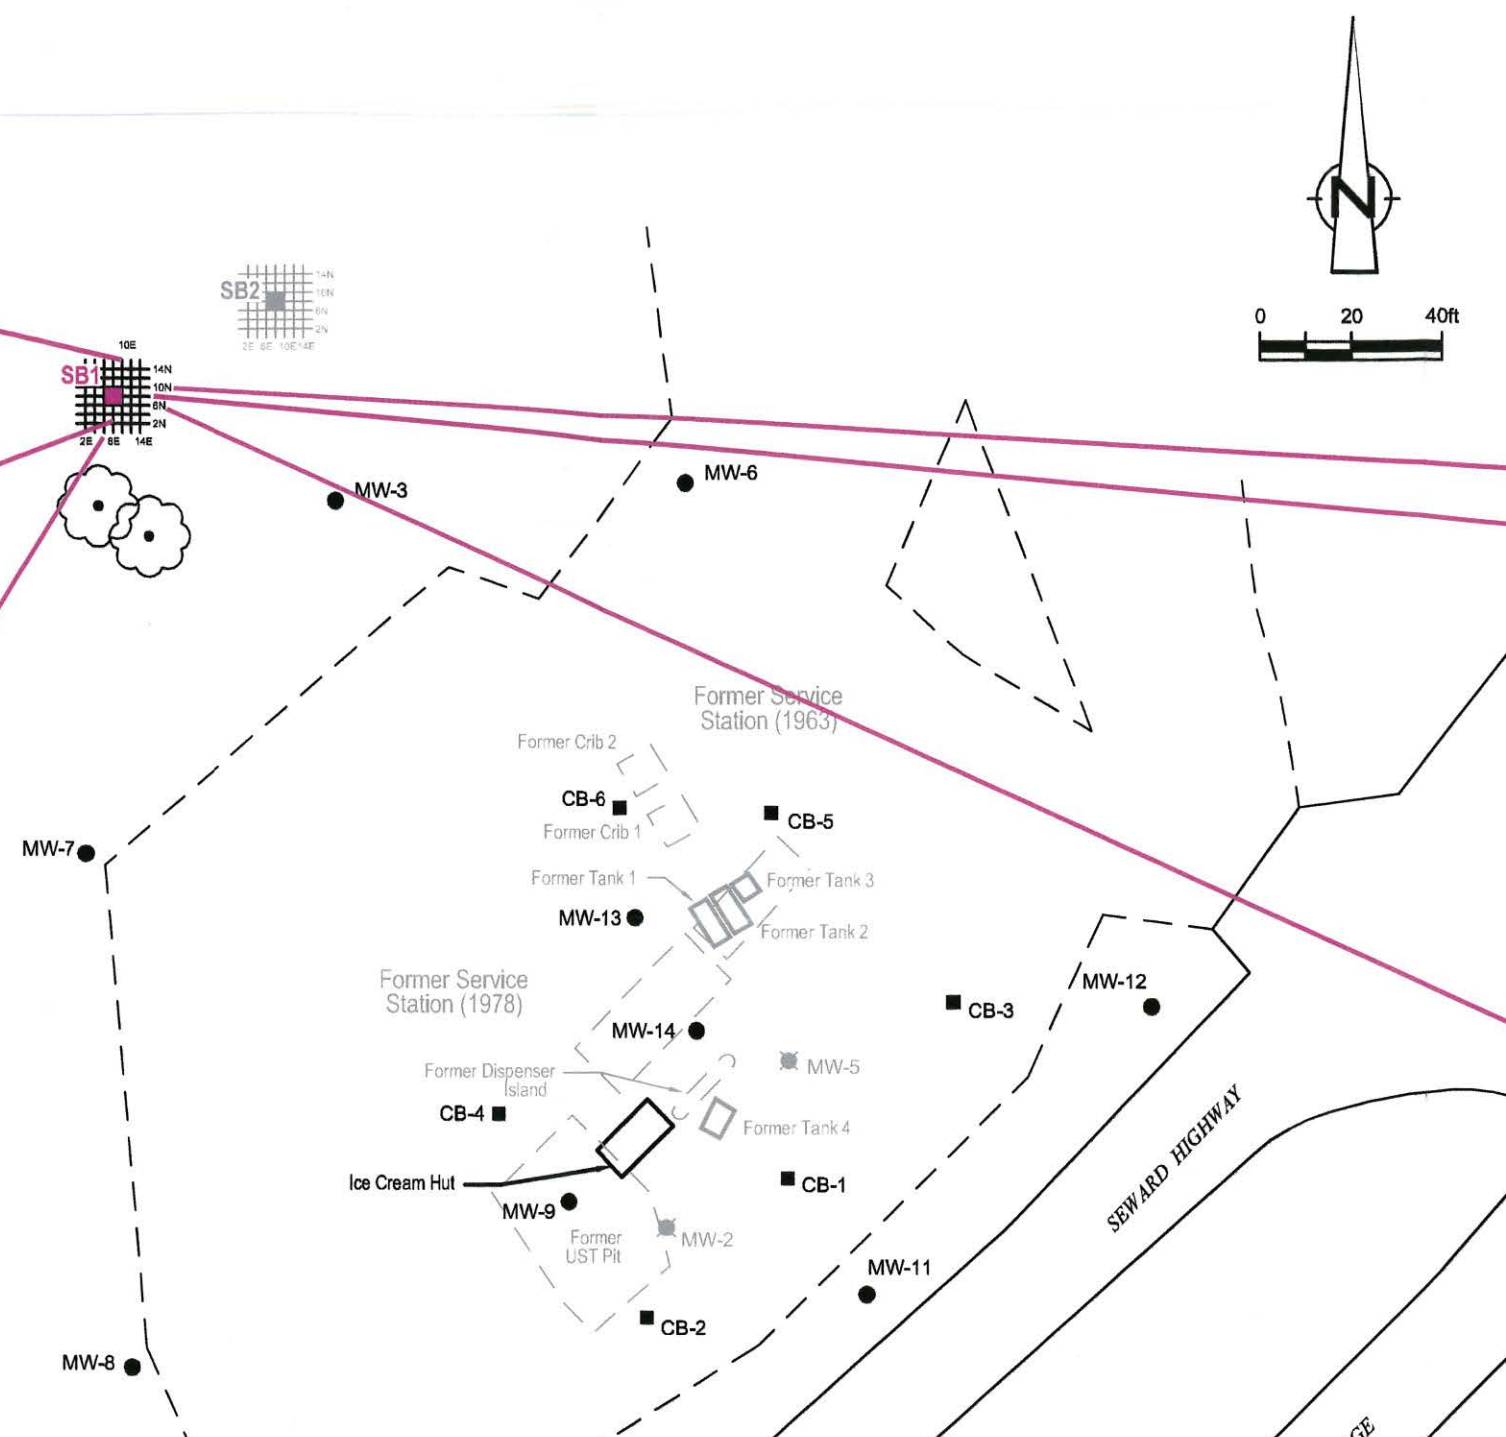 N
0 20 40ft
SB2
14N
10N
6N
2N
2E 6E 10E 14E
10E
SB1
14N
10N
6N
2N
2E 6E 14E
MW-3
MW-6
Former Service
Station (1963)
Former Crib 2
CB-6
CB-5
Former Crib 1
MW-7
Former Tank 1
Former Tank 3
MW-13
Former Tank 2
Former Service
Station (1978)
MW-12
CB-3
MW-14
MW-5
Former Dispenser
Island
CB-4
Former Tank 4
SEWARD HIGHWAY
Ice Cream Hut
CB-1
MW-9
Former
UST Pit
MW-2
MW-11
CB-2
MW-8
GE